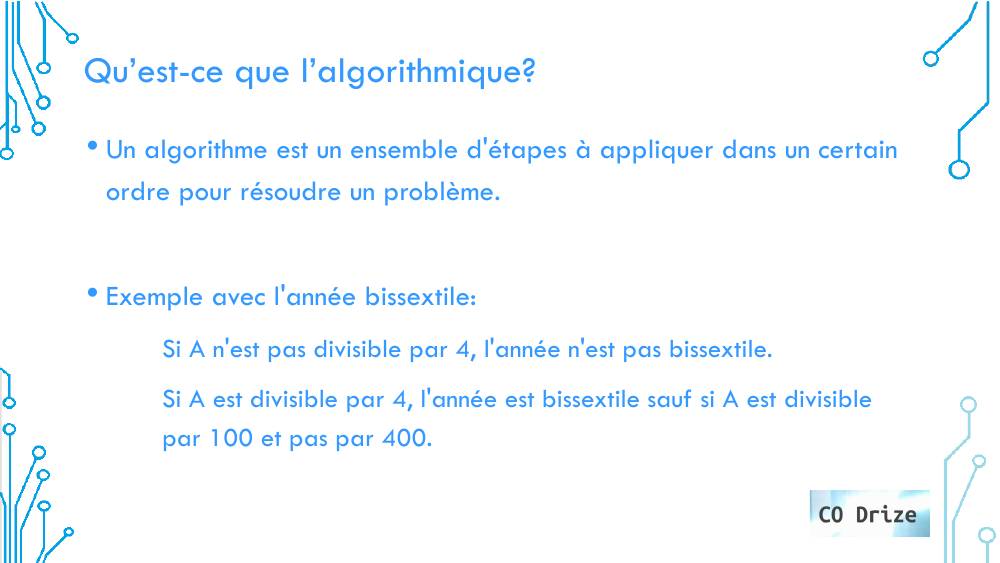 Qu’est-ce que l’algorithmique?
• Un algorithme est un ensemble d'étapes à appliquer dans un certain
ordre pour résoudre un problème.
• Exemple avec l'année bissextile:
Si A n'est pas divisible par 4, l'année n'est pas bissextile.
Si A est divisible par 4, l'année est bissextile sauf si A est divisible
par 100 et pas par 400.
CO Drize